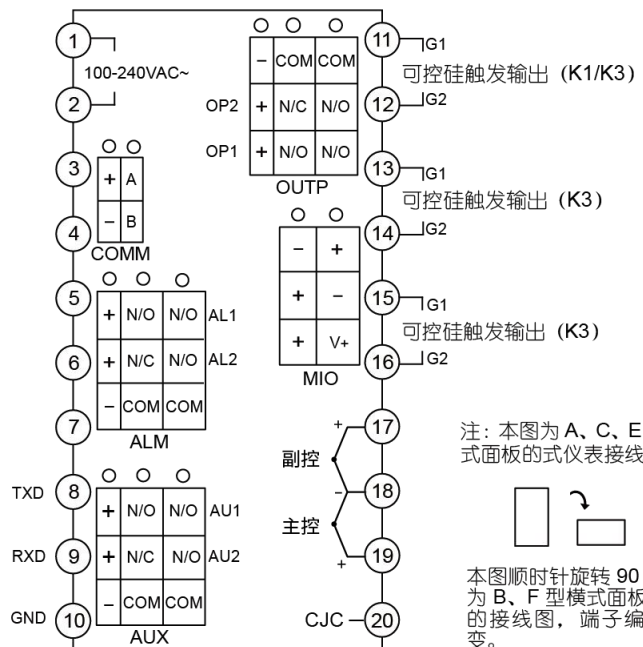 1
100-240VAC~
2
3
+ A
- B
4
COMM
5
+ N/O N/O AL1
6
+ N/C N/O AL2
- COM COM
7
ALM
TXD 8
+ N/O N/O AU1
RXD 9
+ N/C N/O AU2
GND 10
- COM COM
AUX
- COM COM
OP2 + N/C N/O
OP1 + N/O N/O
OUTP
- +
+ -
+ V+
MIO
11 G1
可控硅触发输出 (K1/K3)
12 G2
13 G1
可控硅触发输出 (K3)
14 G2
15 G1
可控硅触发输出 (K3)
16 G2
+ 17
副控
- 18
主控
+ 19
CJC 20
注: 本图为 A、C、E
式面板的式仪表接线
本图顺时针旋转 90
为 B、F 型横式面板
的接线图, 端子编
变。